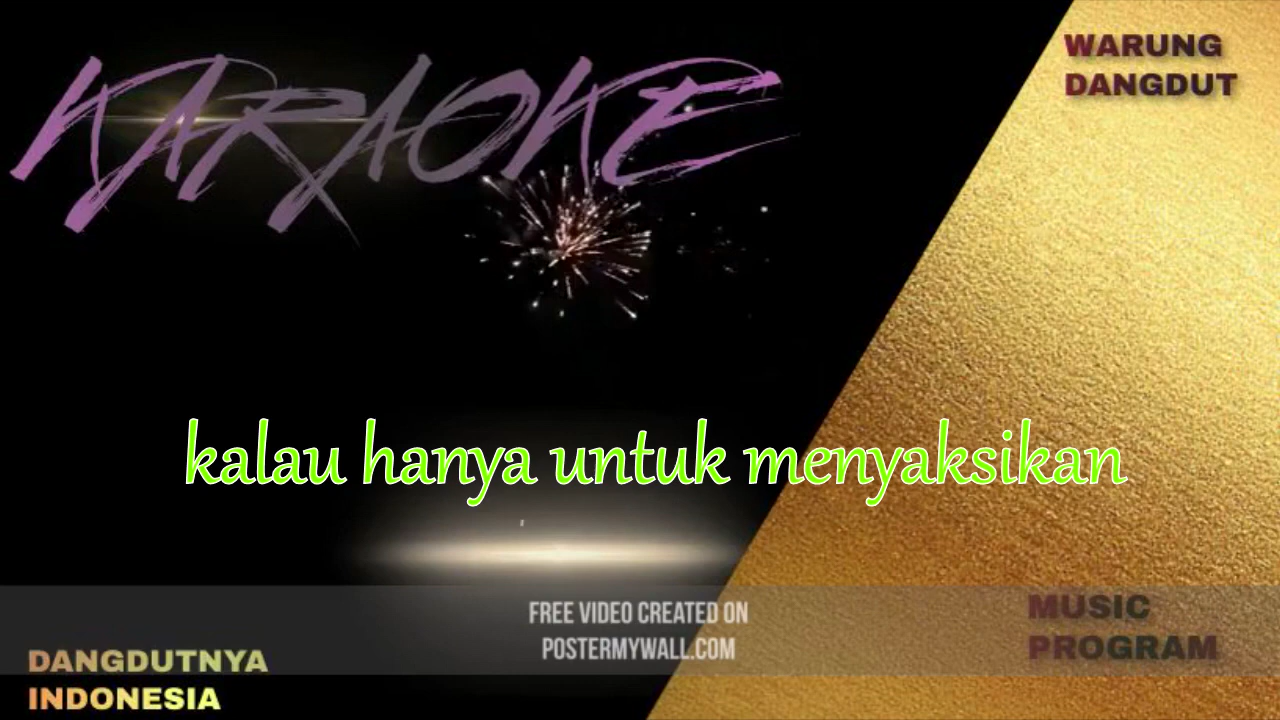 KARAOKE
WARUNG
DANGDUT
kalau hanya untuk menyaksikan
FREE VIDEO CREATED ON
POSTERMYWALL.COM
MUSIC
PROGRAM
DANGDUTNYA
INDONESIA